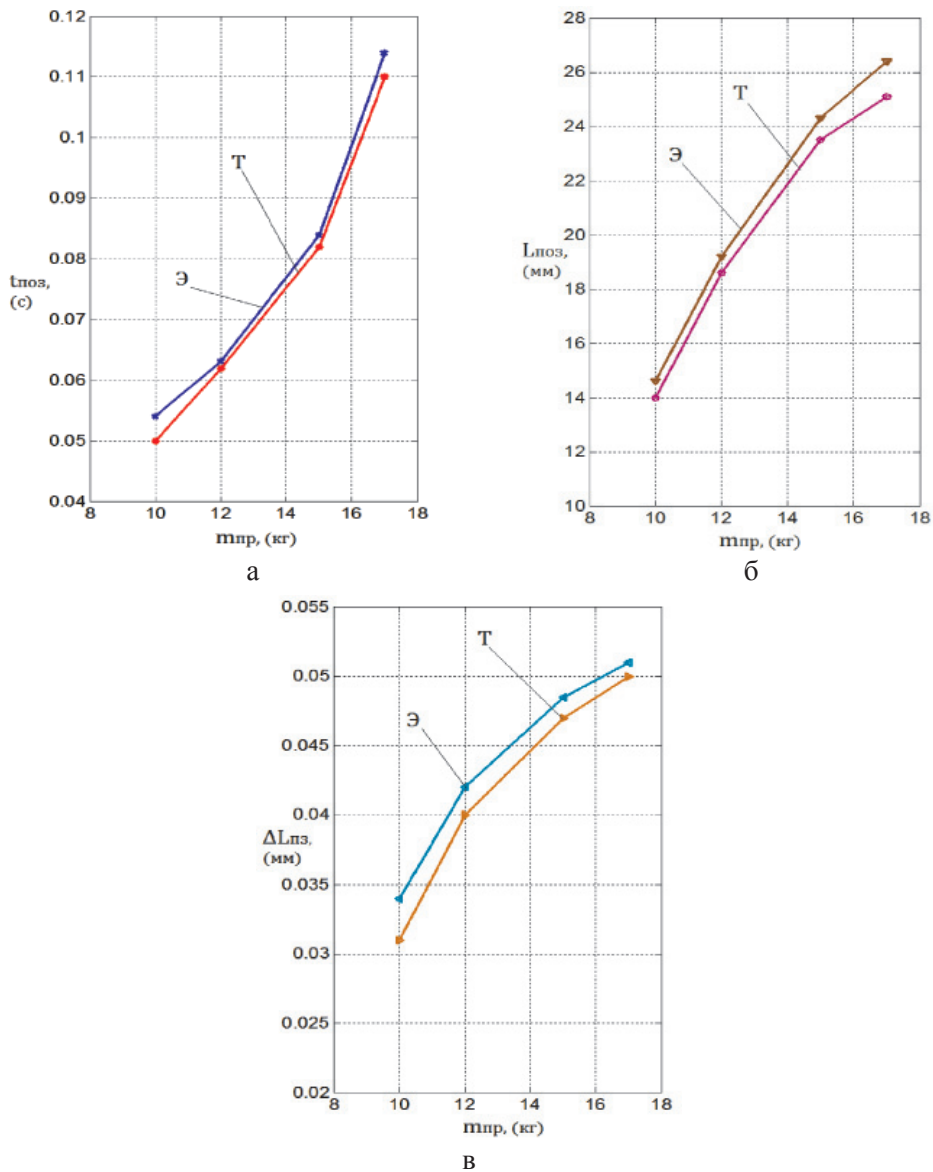 0.12
0.11
0.1
0.09
0.08
0.07
0.06
0.05
0.04
tпоз,
(с)
Т
Э
8 10 12 14 16 18
mпр, (кг)
а
28
26
24
22
20
18
16
14
12
10
Lпоз,
(мм)
Т
Э
8 10 12 14 16 18
mпр, (кг)
б
0.055
0.05
0.045
0.04
0.035
0.03
0.025
0.02
ΔLпз,
(мм)
Т
Э
8 10 12 14 16 18
mпр, (кг)
в